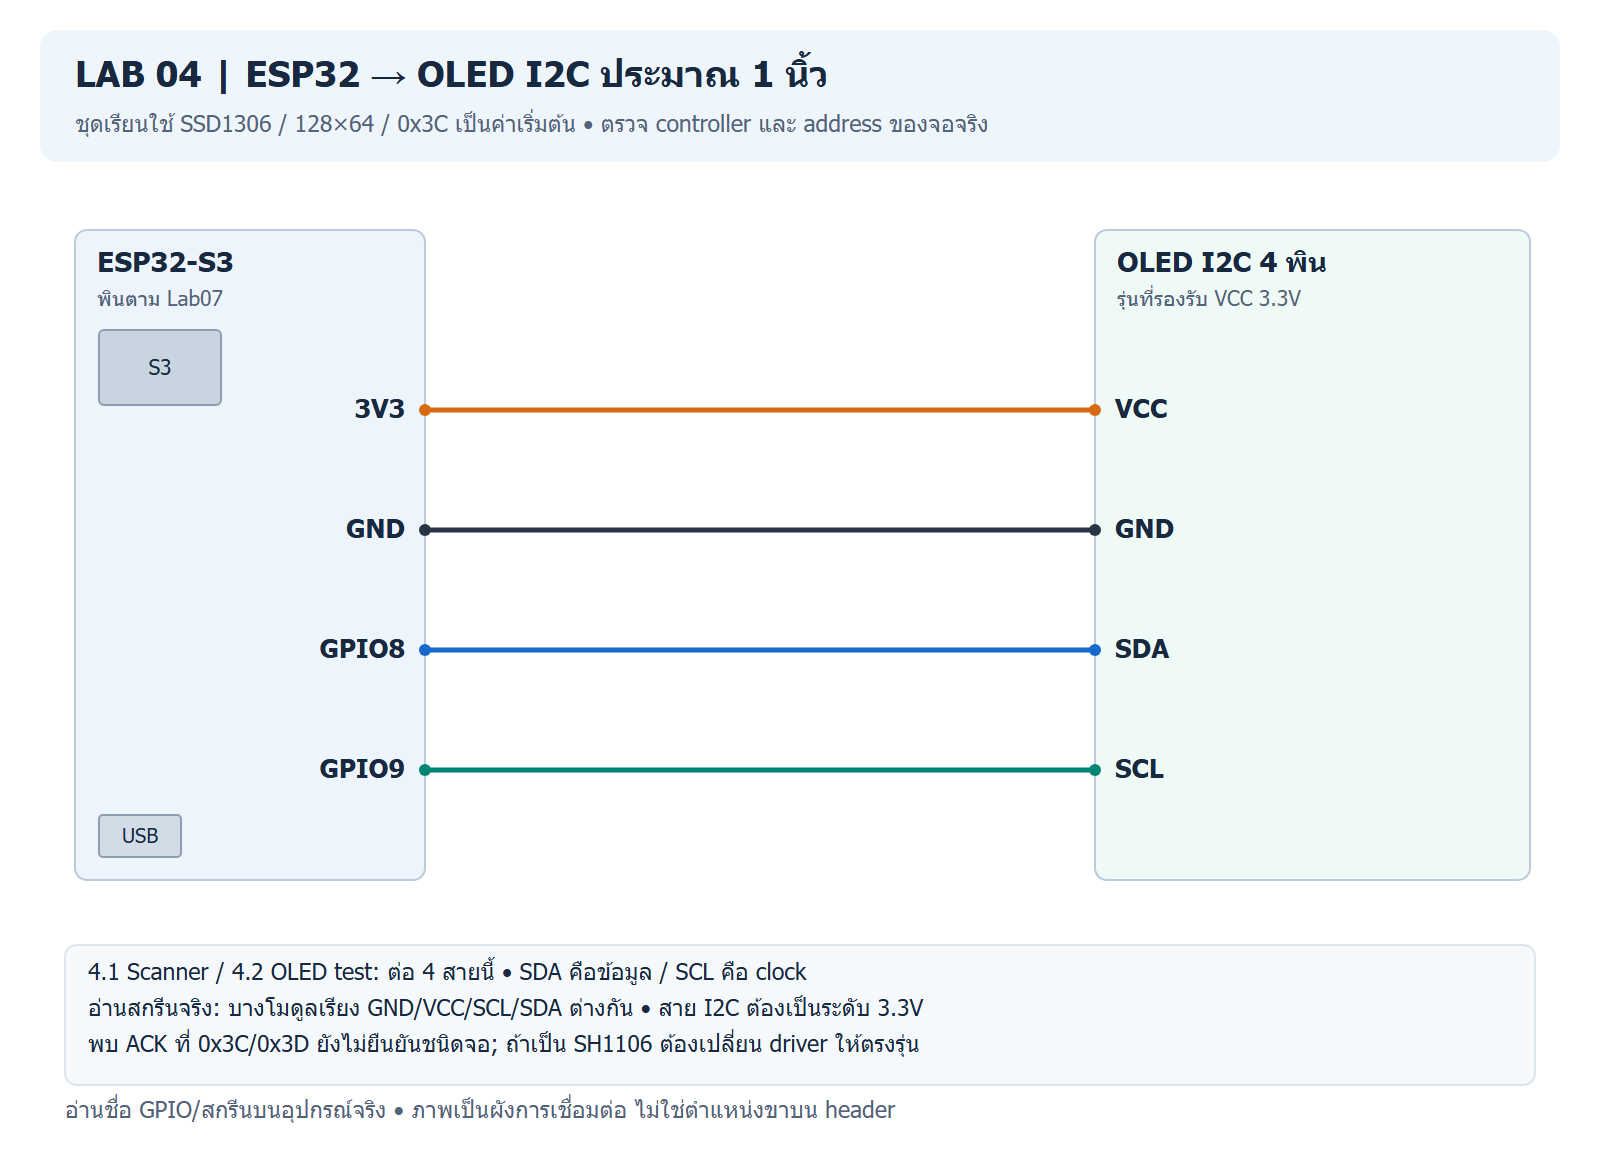 LAB 04 | ESP32 → OLED I2C ประมาณ 1 นิ้ว
ชุดเรียนใช้ SSD1306 / 128×64 / 0x3C เป็นค่าเริ่มต้น • ตรวจ controller และ address ของจอจริง
ESP32-S3
พินตาม Lab07
S3
OLED I2C 4 พิน
รุ่นที่รองรับ VCC 3.3V
3V3
VCC
GND
GND
GPIO8
SDA
GPIO9
SCL
USB
4.1 Scanner / 4.2 OLED test: ต่อ 4 สายนี้ • SDA คือข้อมูล / SCL คือ clock
อ่านสกรีนจริง: บางโมดูลเรียง GND/VCC/SCL/SDA ต่างกัน • สาย I2C ต้องเป็นระดับ 3.3V
พบ ACK ที่ 0x3C/0x3D ยังไม่ยืนยันชนิดจอ; ถ้าเป็น SH1106 ต้องเปลี่ยน driver ให้ตรงรุ่น
อ่านชื่อ GPIO/สกรีนบนอุปกรณ์จริง • ภาพเป็นผังการเชื่อมต่อ ไม่ใช่ตำแหน่งขาบน header